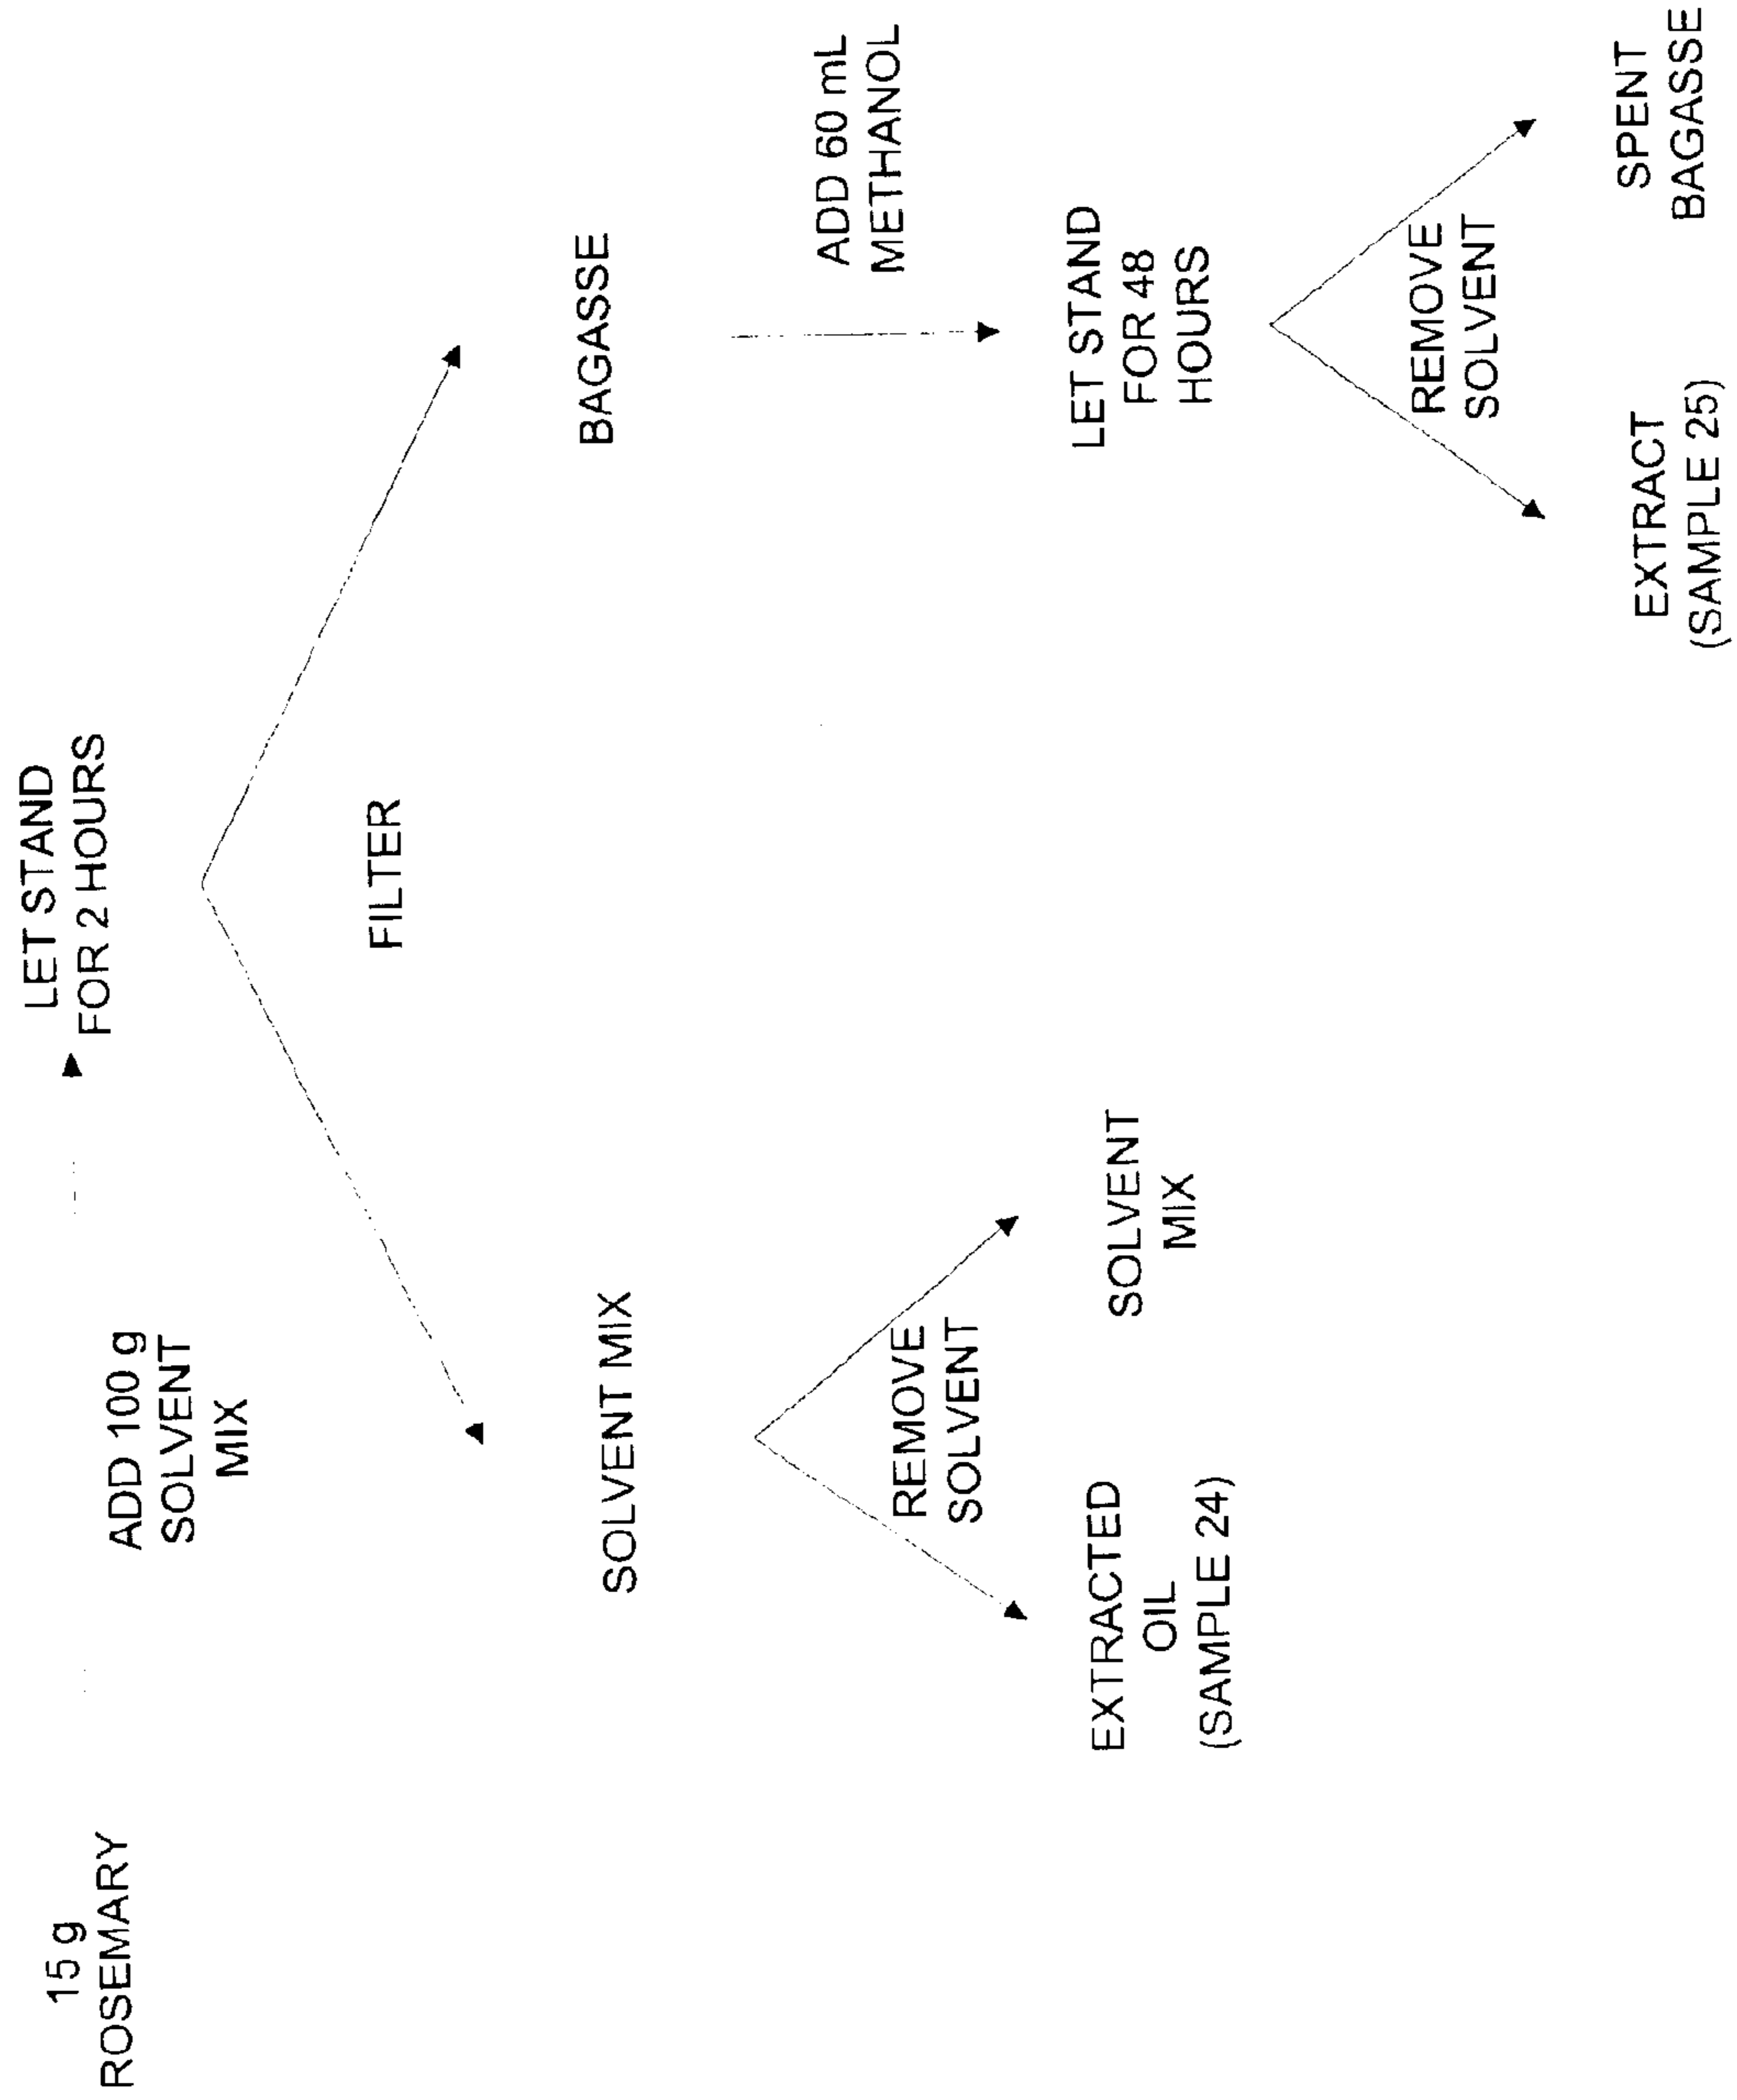 15 g
ROSEMARY
ADD 100 g
SOLVENT
MIX
LET STAND
FOR 2 HOURS
FILTER
SOLVENT MIX
BAGASSE
REMOVE
SOLVENT
EXTRACTED
OIL
(SAMPLE 24)
SOLVENT
MIX
ADD 60 mL
METHANOL
LET STAND
FOR 48
HOURS
REMOVE
SOLVENT
EXTRACT
(SAMPLE 25)
SPENT
BAGASSE